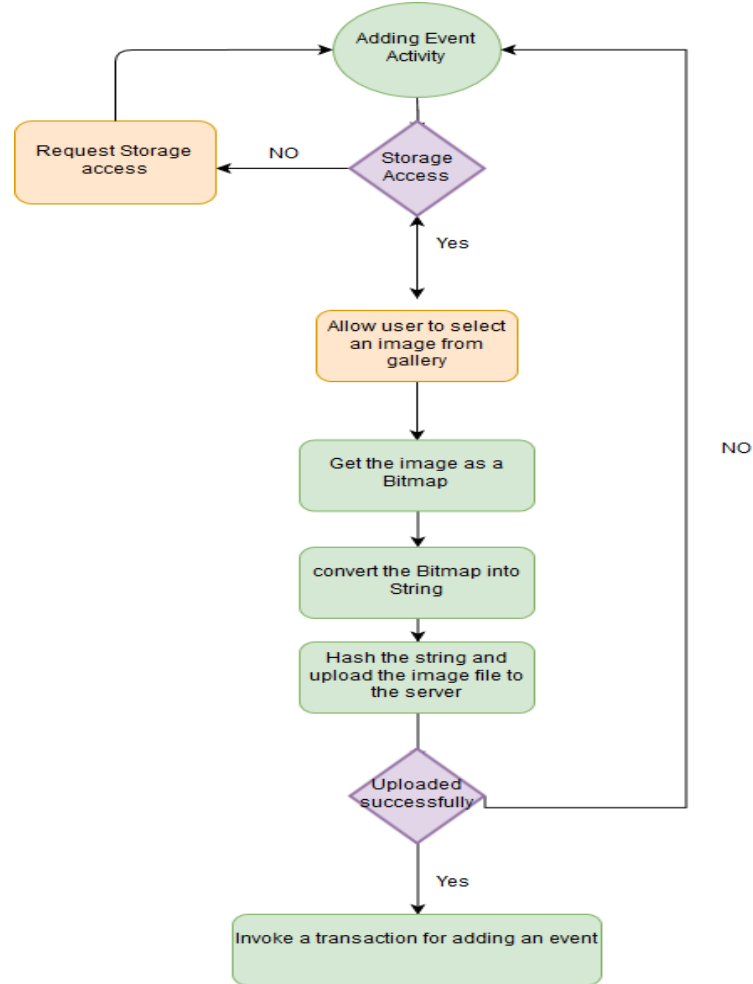 Adding Event
Activity
Request Storage
access
NO
Storage
Access
Yes
Allow user to select
an image from
gallery
Get the image as a
Bitmap
NO
convert the Bitmap into
String
Hash the string and
upload the image file to
the server
Uploaded
successfully
Yes
Invoke a transaction for adding an event